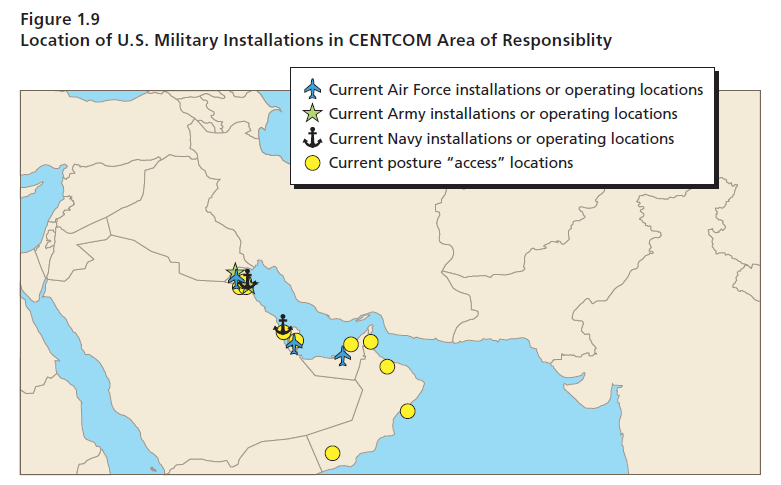 Figure 1.9
Location of U.S. Military Installations in CENTCOM Area of Responsiblity
Current Air Force installations or operating locations
Current Army installations or operating locations
Current Navy installations or operating locations
Current posture “access” locations